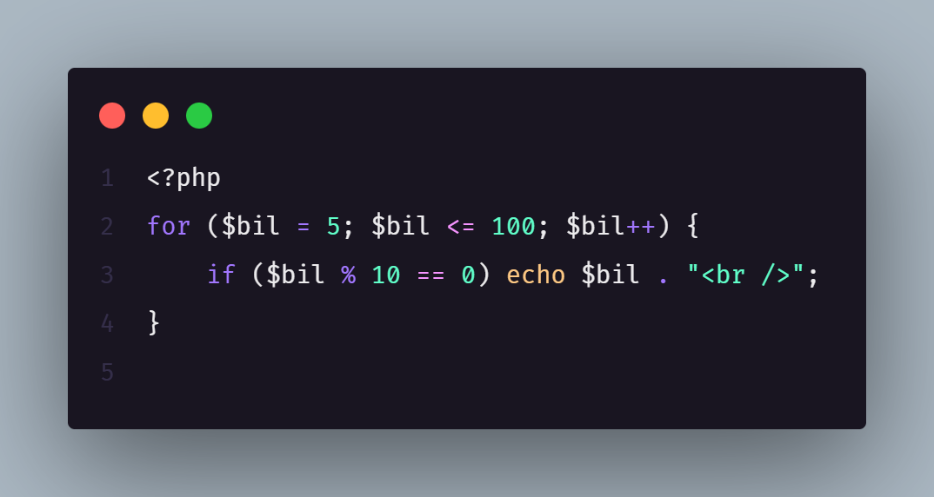 1 <?php
2 for ($bil = 5; $bil <= 100; $bil++) {
3     if ($bil % 10 == 0) echo $bil . "<br />";
4 }
5